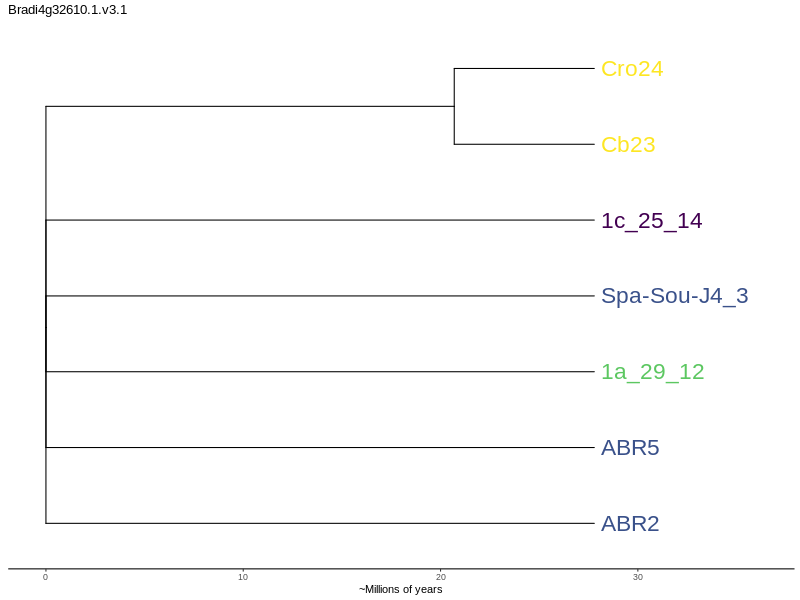 Bradi4g32610.1.v3.1
Cro24
Cb23
1c_25_14
Spa-Sou-J4_3
1a_29_12
ABR5
ABR2
0 10 20 30
~Millions of years